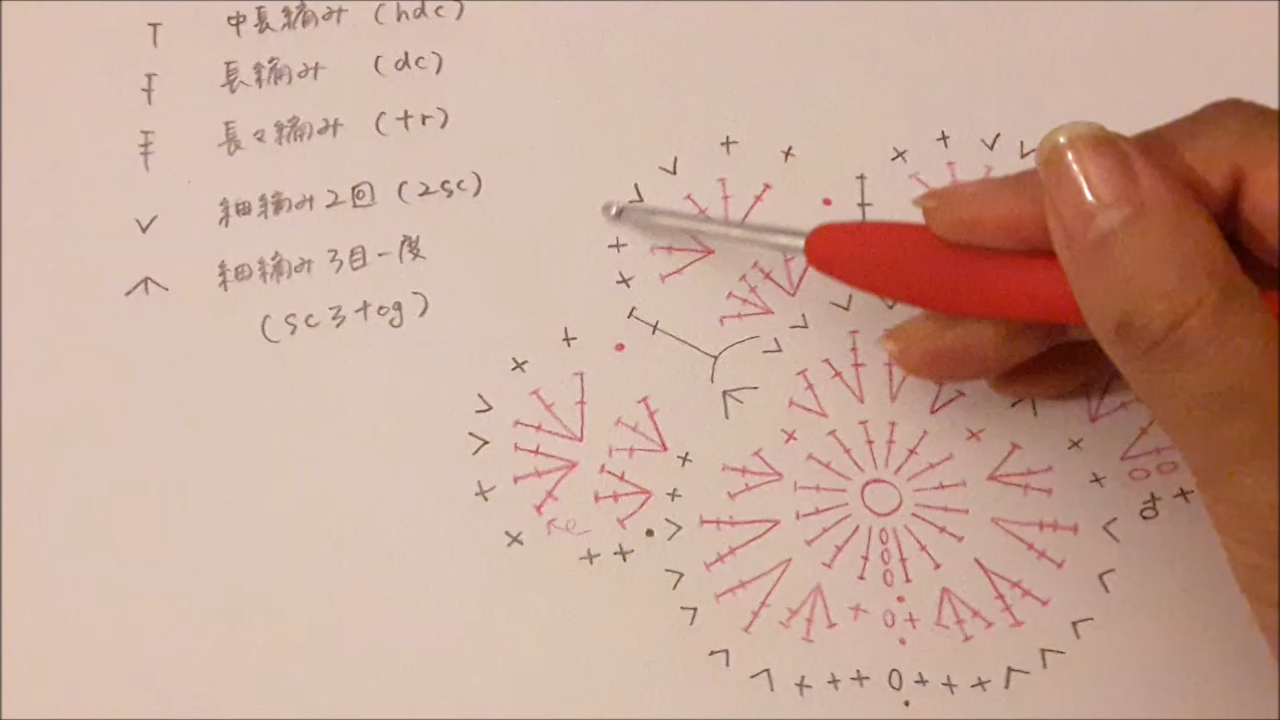 中長編み (hdc)
長編み (dc)
長々編み (tr)
細編み2回 (2sc)
細編み3目一度
(sc3tog)